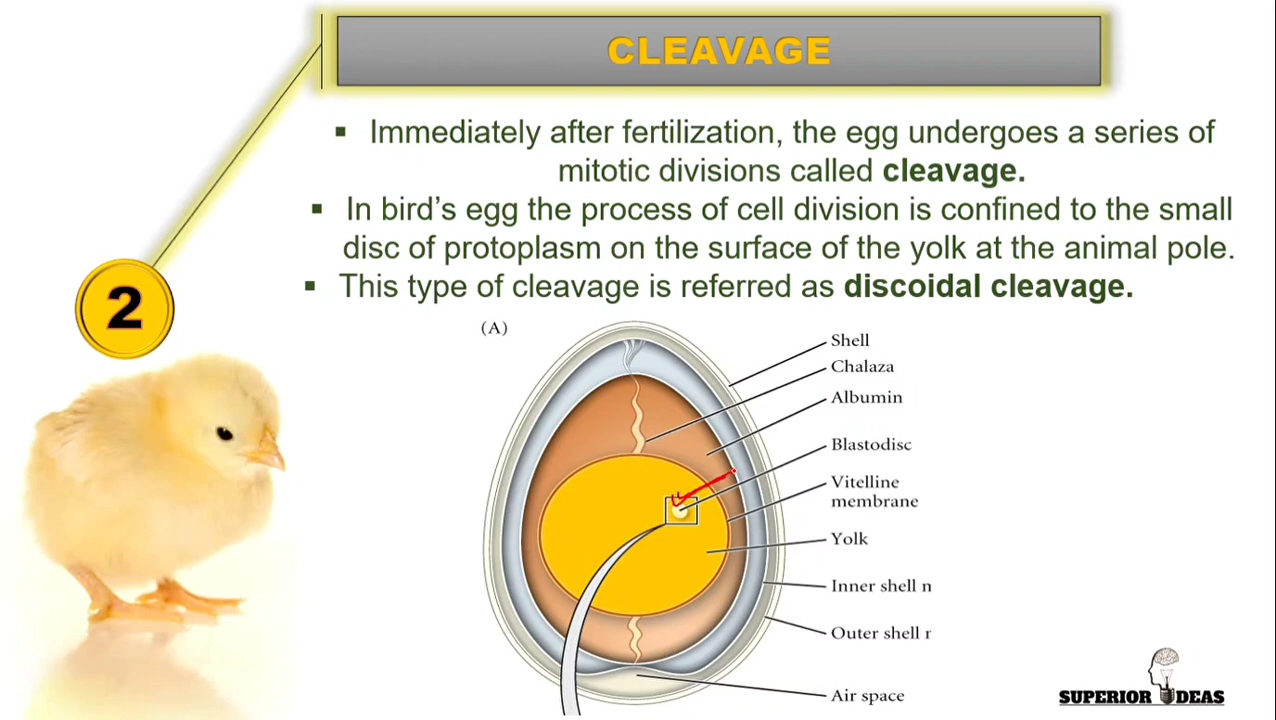 CLEAVAGE
▪ Immediately after fertilization, the egg undergoes a series of
mitotic divisions called cleavage.
▪ In bird’s egg the process of cell division is confined to the small
disc of protoplasm on the surface of the yolk at the animal pole.
▪ This type of cleavage is referred as discoidal cleavage.
2
(A)
Shell
Chalaza
Albumin
Blastodisc
Vitelline
membrane
Yolk
Inner shell n
Outer shell r
Air space
SUPERIOR IDEAS